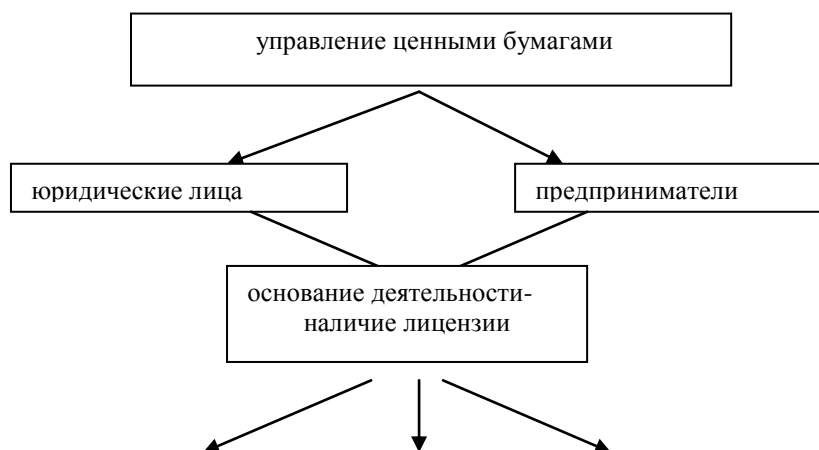 управление ценными бумагами
юридические лица
предприниматели
основание деятельности-
наличие лицензии